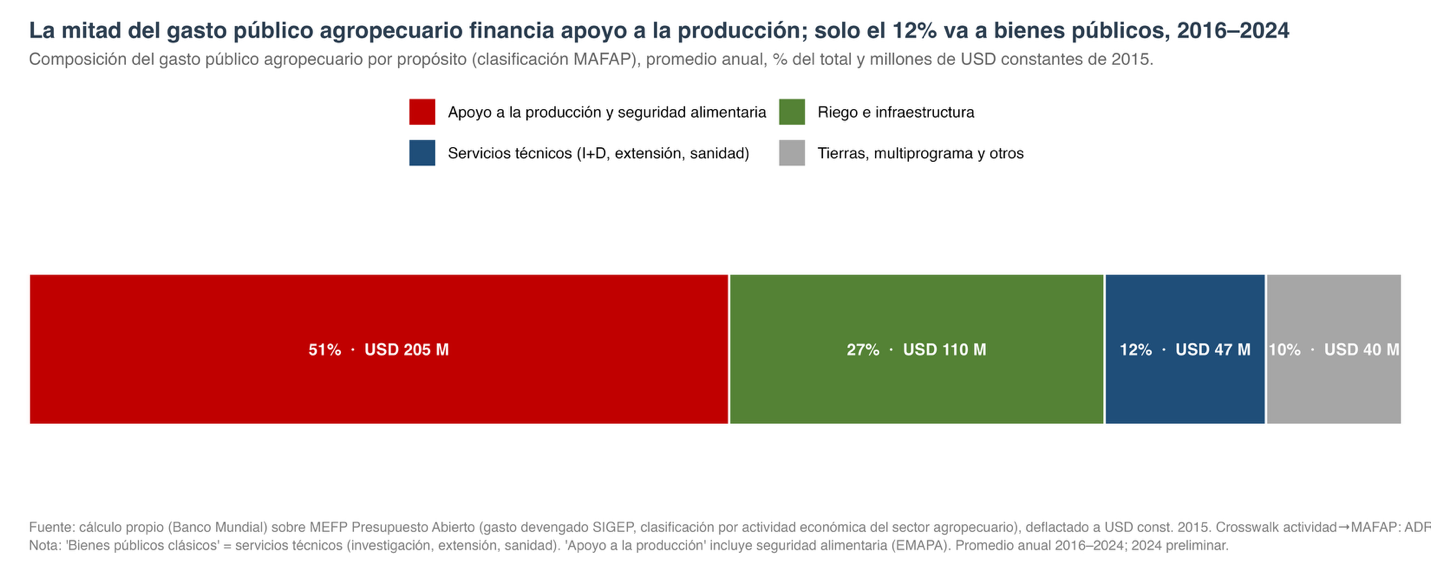 La mitad del gasto público agropecuario financia apoyo a la producción; solo el 12% va a bienes públicos, 2016–2024
Composición del gasto público agropecuario por propósito (clasificación MAFAP), promedio anual, % del total y millones de USD constantes de 2015.
Apoyo a la producción y seguridad alimentaria
Riego e infraestructura
Servicios técnicos (I+D, extensión, sanidad)
Tierras, multiprograma y otros
51% · USD 205 M
27% · USD 110 M
12% · USD 47 M
10% · USD 40 M
Fuente: cálculo propio (Banco Mundial) sobre MEFP Presupuesto Abierto (gasto devengado SIGEP, clasificación por actividad económica del sector agropecuario), deflactado a USD const. 2015. Crosswalk actividad→MAFAP: ADR
Nota: 'Bienes públicos clásicos' = servicios técnicos (investigación, extensión, sanidad). 'Apoyo a la producción' incluye seguridad alimentaria (EMAPA). Promedio anual 2016–2024; 2024 preliminar.